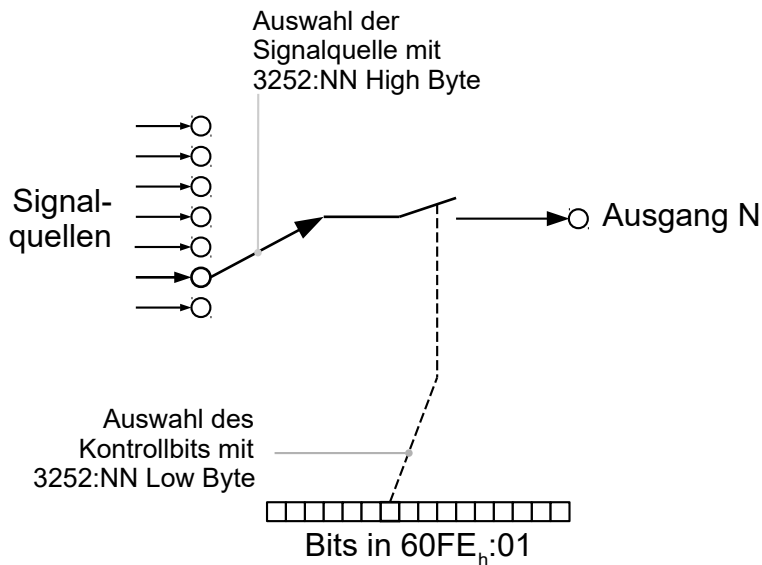 Auswahl der
Signalquelle mit
3252:NN High Byte
Signal-
quellen
Ausgang N
Auswahl des
Kontrollbits mit
3252:NN Low Byte
Bits in 60FEh:01